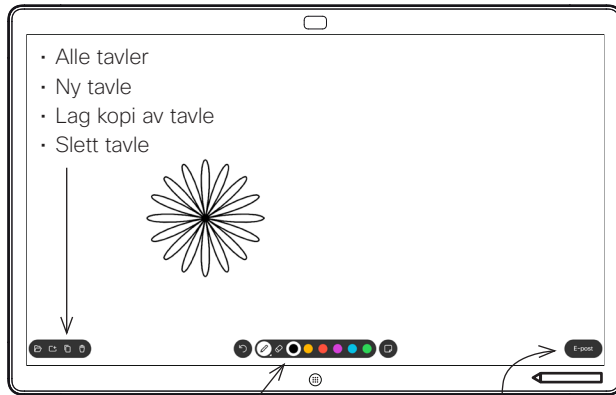 · Alle tavler
· Ny tavle
· Lag kopi av tavle
· Slett tavle
E-post